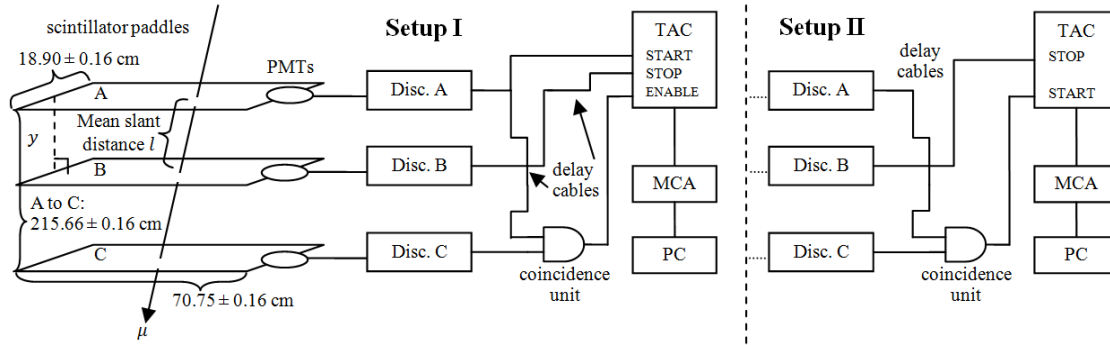 scintillator paddles
18.90 ± 0.16 cm
A
PMTs
Mean slant
distance l
y
B
A to C:
215.66 ± 0.16 cm
C
70.75 ± 0.16 cm
μ
Setup I
Disc. A
Disc. B
Disc. C
delay
cables
coincidence
unit
TAC
START
STOP
ENABLE
MCA
PC
Setup II
delay
cables
Disc. A
Disc. B
Disc. C
coincidence
unit
TAC
STOP
START
MCA
PC